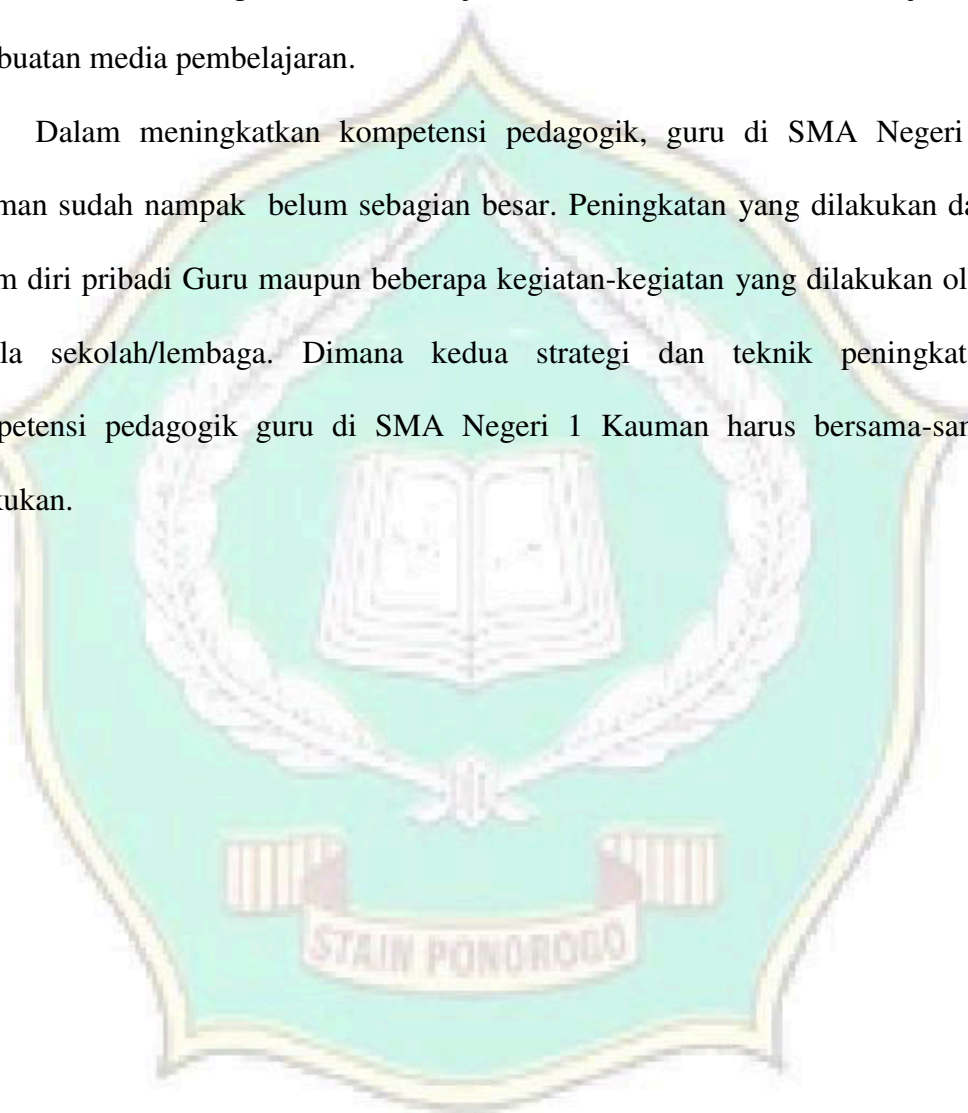 buatan media pembelajaran.
Dalam meningkatkan kompetensi pedagogik, guru di SMA Negeri
man sudah nampak belum sebagian besar. Peningkatan yang dilakukan da
m diri pribadi Guru maupun beberapa kegiatan-kegiatan yang dilakukan ol
la sekolah/lembaga. Dimana kedua strategi dan teknik peningkat
petensi pedagogik guru di SMA Negeri 1 Kauman harus bersama-sar
kukan.
STAIN PONOROGO